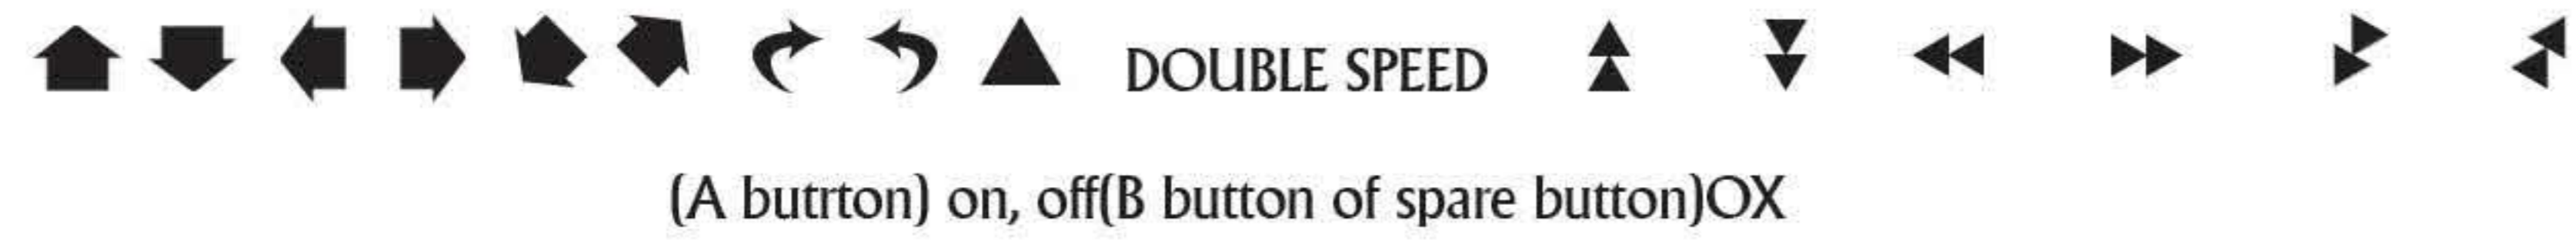 DOUBLE SPEED
(A butrton) on, off(B button of spare button)OX